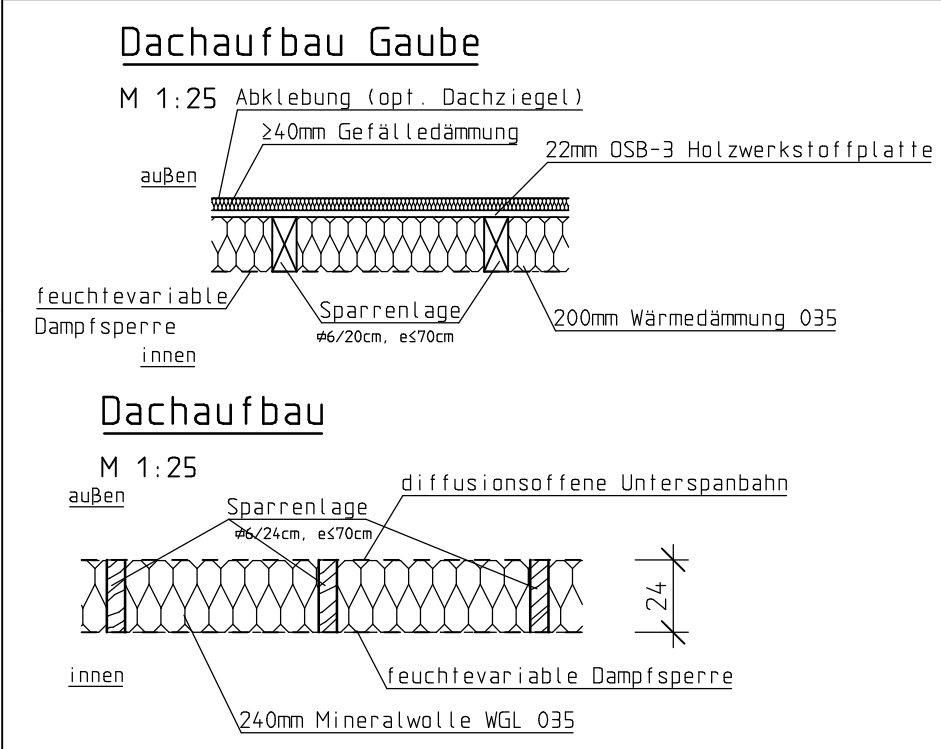 Dachaufbau Gaube
M 1:25
Abklebung (opt. Dachziegel)
≥40mm Gefälledämmung
22mm OSB-3 Holzwerkstoffplatte
außen
feuchtevariable
Dampfsperre
Sparrenlage
⌀6/20cm, e≤70cm
200mm Wärmedämmung 035
innen
Dachaufbau
M 1:25
außen
diffusionsoffene Unterspanbahn
Sparrenlage
⌀6/24cm, e≤70cm
24
innen
feuchtevariable Dampfsperre
240mm Mineralwolle WGL 035